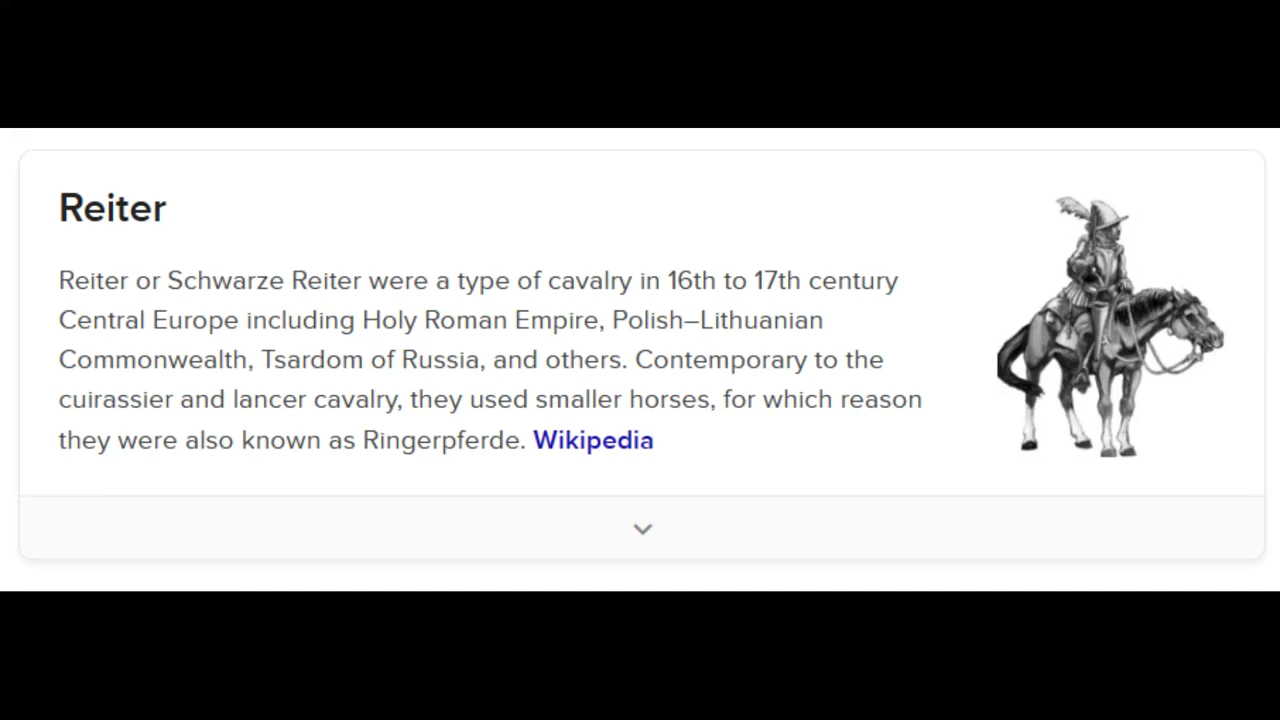 Reiter
Reiter or Schwarze Reiter were a type of cavalry in 16th to 17th century
Central Europe including Holy Roman Empire, Polish–Lithuanian
Commonwealth, Tsardom of Russia, and others. Contemporary to the
cuirassier and lancer cavalry, they used smaller horses, for which reason
they were also known as Ringerpferde. Wikipedia